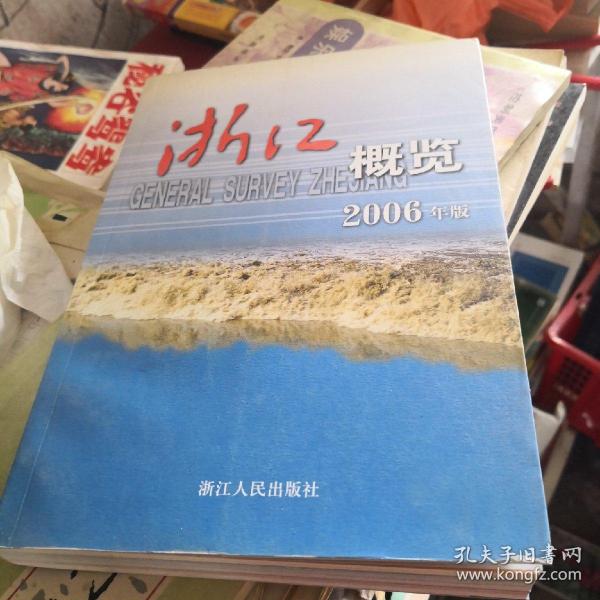 浙江
概览
GENERAL SURVEY ZHEJIANG
2006年版
浙江人民出版社
孔夫子旧书网
www.kongfz.com